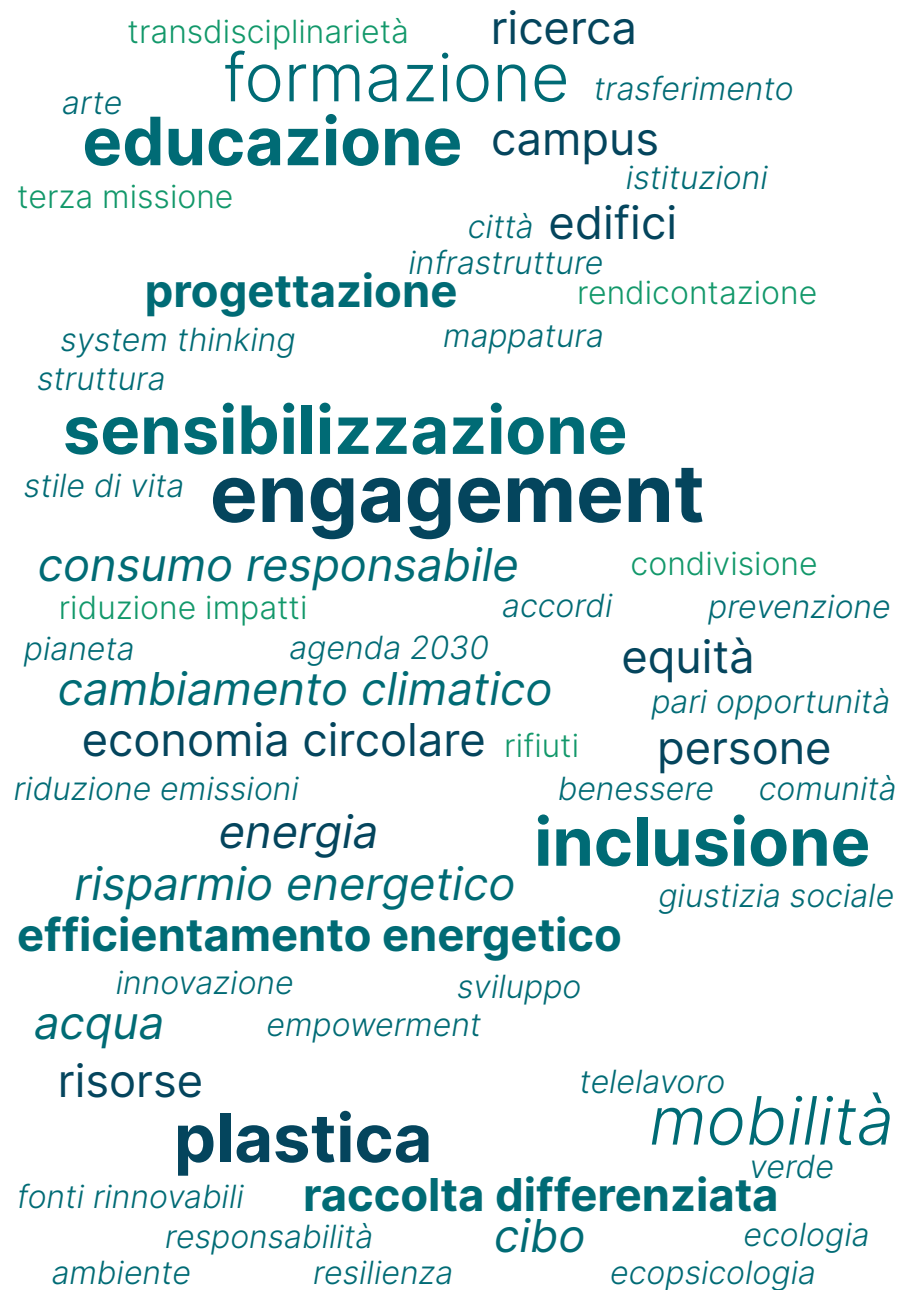 transdisciplinarietà ricerca
formazione trasferimento
arte
educazione campus
istituzioni
terza missione
città edifici
infrastrutture
progettazione rendicontazione
system thinking mappatura
struttura
sensibilizzazione
stile di vita engagement
consumo responsabile condivisione
riduzione impatti accordi prevenzione
pianeta agenda 2030 equità
cambiamento climatico pari opportunità
economia circolare rifiuti persone
riduzione emissioni benessere comunità
energia inclusione
risparmio energetico giustizia sociale
efficientamento energetico
innovazione sviluppo
acqua empowerment
risorse telelavoro
plastica mobilità
verde
fonti rinnovabili raccolta differenziata
responsabilità cibo ecologia
ambiente resilienza ecopsicologia